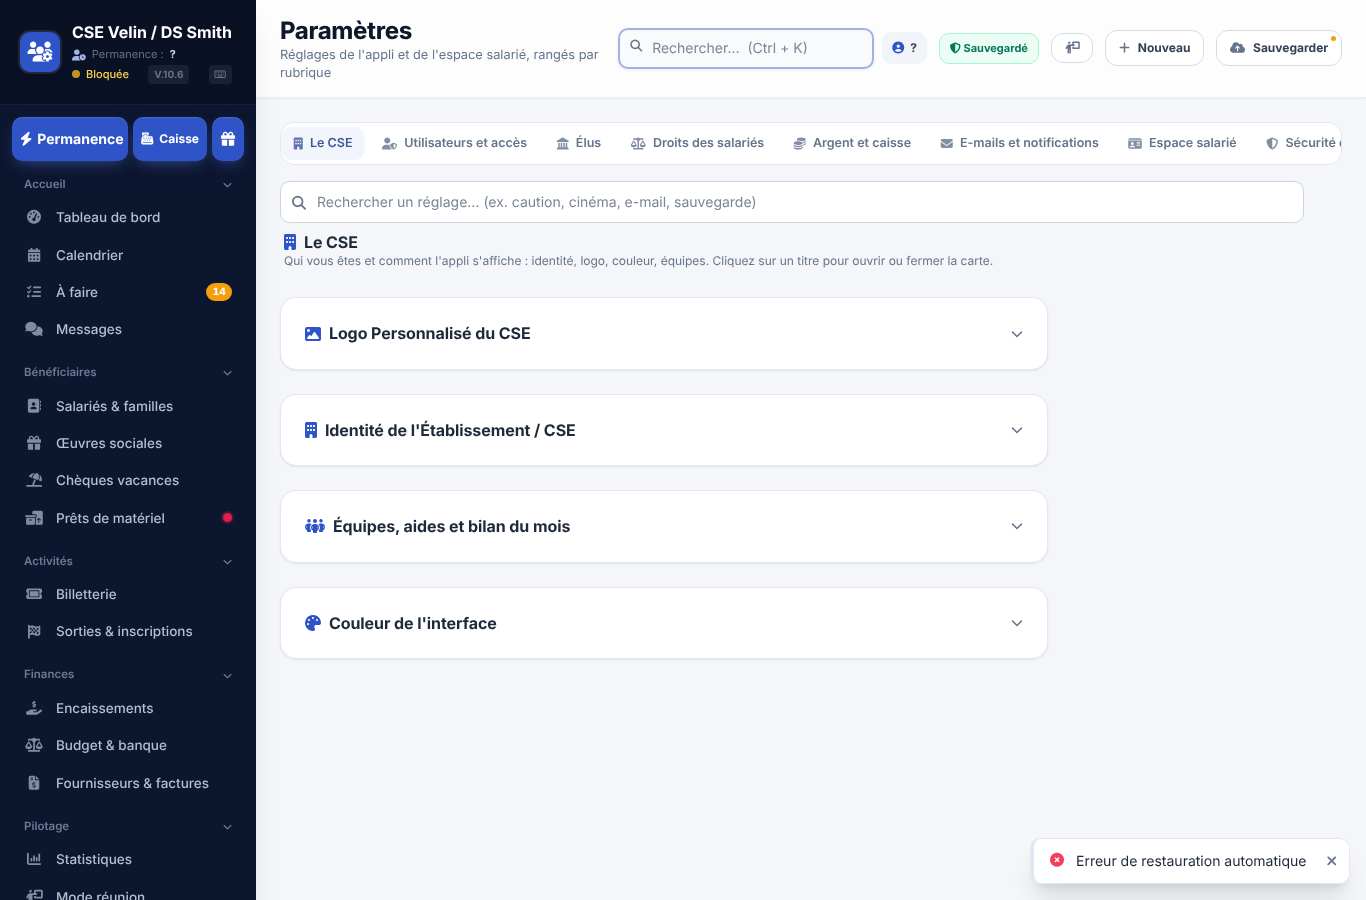 CSE Velin / DS Smith
Permanence : ?
Bloquée
V.10.6
Permanence
Caisse
Accueil
Tableau de bord
Calendrier
À faire
14
Messages
Bénéficiaires
Salariés & familles
Œuvres sociales
Chèques vacances
Prêts de matériel
Activités
Billetterie
Sorties & inscriptions
Finances
Encaissements
Budget & banque
Fournisseurs & factures
Pilotage
Statistiques
Mode réunion
Paramètres
Réglages de l'appli et de l'espace salarié, rangés par
rubrique
Rechercher... (Ctrl + K)
?
Sauvegardé
Nouveau
Sauvegarder
Le CSE
Utilisateurs et accès
Élus
Droits des salariés
Argent et caisse
E-mails et notifications
Espace salarié
Sécurité
Rechercher un réglage... (ex. caution, cinéma, e-mail, sauvegarde)
Le CSE
Qui vous êtes et comment l'appli s'affiche : identité, logo, couleur, équipes. Cliquez sur un titre pour ouvrir ou fermer la carte.
Logo Personnalisé du CSE
Identité de l'Établissement / CSE
Équipes, aides et bilan du mois
Couleur de l'interface
Erreur de restauration automatique